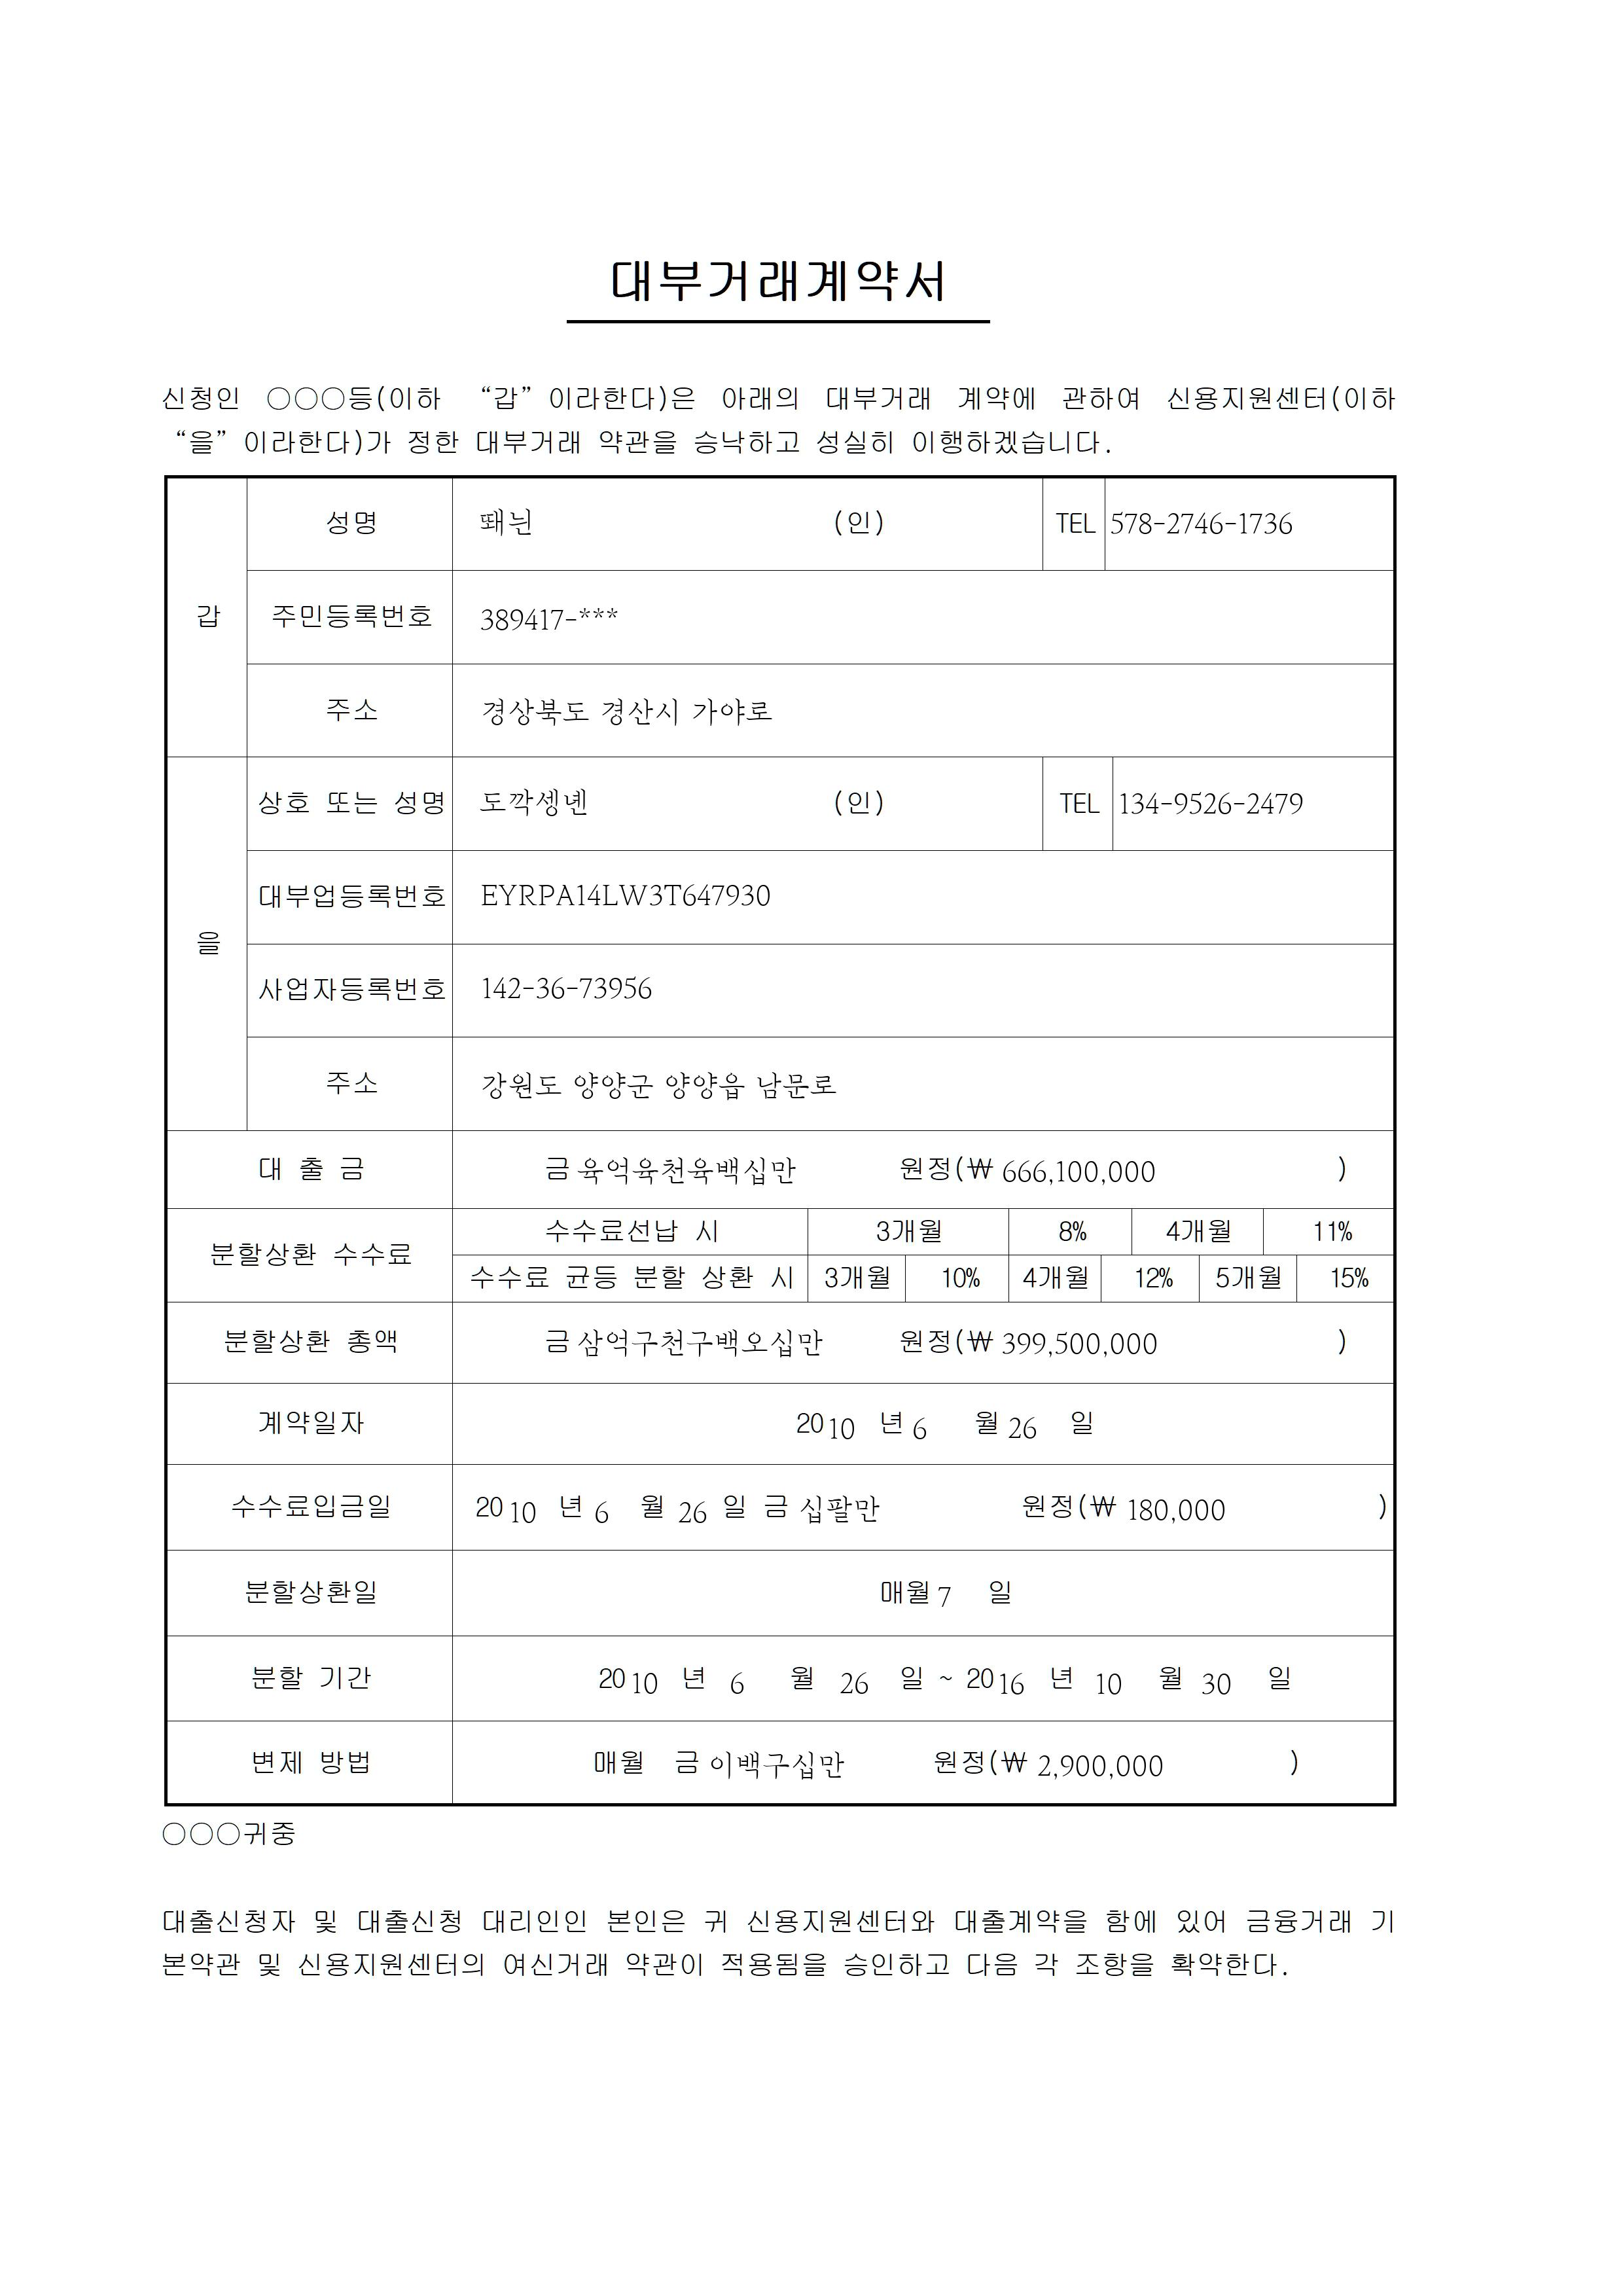 대부거래계약서
신청인 ○○○등(이하 “갑”이라한다)은 아래의 대부거래 계약에 관하여 신용지원센터(이하
“을”이라한다)가 정한 대부거래 약관을 승낙하고 성실히 이행하겠습니다.
갑
성명 뙈늰 (인) TEL 578-2746-1736
주민등록번호 389417-***
주소 경상북도 경산시 가야로
을
상호 또는 성명 도깍셍녠 (인) TEL 134-9526-2479
대부업등록번호 EYRPA14LW3T647930
사업자등록번호 142-36-73956
주소 강원도 양양군 양양읍 남문로
대 출 금 금 육억육천육백십만 원정(₩ 666,100,000 )
분할상환 수수료
수수료선납 시 3개월 8% 4개월 11%
수수료 균등 분할 상환 시 3개월 10% 4개월 12% 5개월 15%
분할상환 총액 금 삼억구천구백오십만 원정(₩ 399,500,000 )
계약일자 2010 년 6 월 26 일
수수료입금일 2010 년 6 월 26 일 금 십팔만 원정(₩ 180,000 )
분할상환일 매월 7 일
분할 기간 2010 년 6 월 26 일 ~ 2016 년 10 월 30 일
변제 방법 매월 금 이백구십만 원정(₩ 2,900,000 )
○○○귀중
대출신청자 및 대출신청 대리인인 본인은 귀 신용지원센터와 대출계약을 함에 있어 금융거래 기
본약관 및 신용지원센터의 여신거래 약관이 적용됨을 승인하고 다음 각 조항을 확약한다.